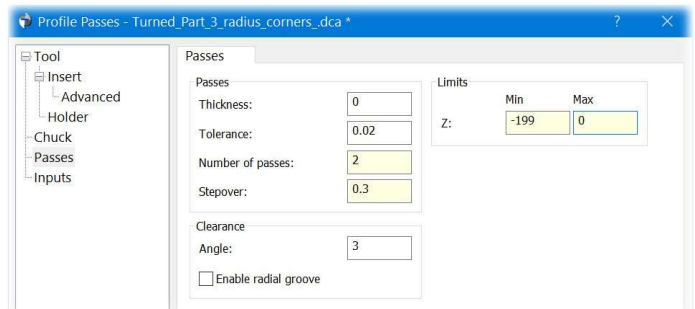 Profile Passes - Turned_Part_3_radius_corners_.dca * ? ×
Tool
Insert
Advanced
Holder
Chuck
Passes
Inputs
Passes
Passes
Thickness: 0
Tolerance: 0.02
Number of passes: 2
Stepover: 0.3
Clearance
Angle: 3
Enable radial groove
Limits
Min Max
Z: -199 0